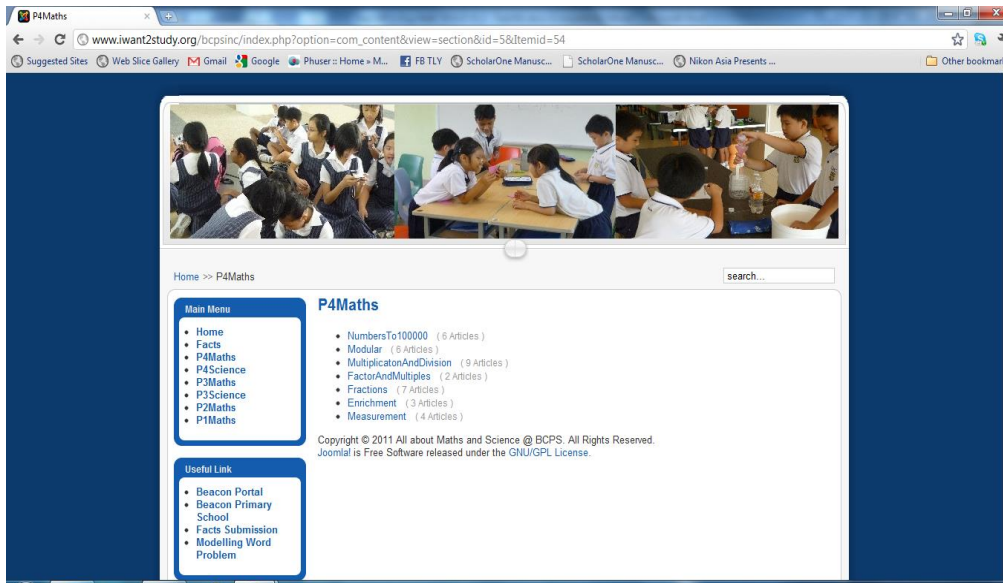 P4Maths
www.iwant2study.org/bcpsinc/index.php?option=com_content&view=section&id=5&Itemid=54
Suggested Sites Web Slice Gallery Gmail Google Phuser :: Home » M... FB TLY ScholarOne Manusc... ScholarOne Manusc... Nikon Asia Presents ... Other bookmar
Home >> P4Maths
search...
Main Menu
Home
Facts
P4Maths
P4Science
P3Maths
P3Science
P2Maths
P1Maths
Useful Link
Beacon Portal
Beacon Primary
School
Facts Submission
Modelling Word
Problem
P4Maths
NumbersTo100000 ( 6 Articles )
Modular ( 6 Articles )
MultiplicatonAndDivision ( 9 Articles )
FactorAndMultiples ( 2 Articles )
Fractions ( 7 Articles )
Enrichment ( 3 Articles )
Measurement ( 4 Articles )
Copyright © 2011 All about Maths and Science @ BCPS. All Rights Reserved.
Joomla! is Free Software released under the GNU/GPL License.